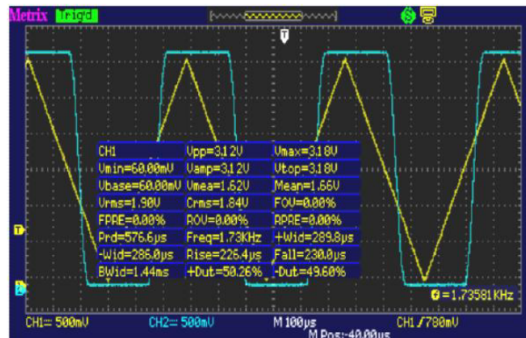 Metrix Trig'd
T
CH1 Vpp=3.12V Vmax=3.18V
Vmin=60.00mV Vamp=3.12V Vtop=3.18V
Vbase=60.00mV Vmea=1.62V Mean=1.66V
Vrms=1.90V Crms=1.84V FOV=0.00%
FPRE=0.00% ROV=0.00% RPRE=0.00%
Prd=576.6µs Freq=1.73KHz +Wid=289.8µs
-Wid=286.0µs Rise=226.4µs Fall=230.0µs
BWid=1.44ms +Dut=50.26% -Dut=49.60%
T
=1.73581KHz
CH1 500mV CH2 500mV M 100µs CH1 /780mV
M Pos:-40.00µs